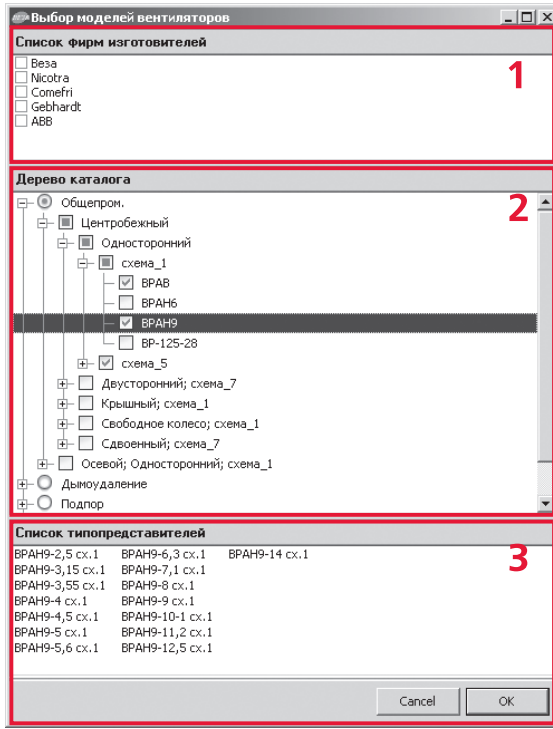 Выбор моделей вентиляторов
Список фирм изготовителей
1
Веза
Nicotra
Comefri
Gebhardt
ABB
Дерево каталога
2
Общепром.
Центробежный
Односторонний
схема_1
ВРАВ
ВРАН6
ВРАН9
ВР-125-28
схема_5
Двусторонний; схема_7
Крышный; схема_1
Свободное колесо; схема_1
Сдвоенный; схема_7
Осевой; Односторонний; схема_1
Дымоудаление
Подпор
Список типопредставителей
3
ВРАН9-2,5 сх.1 ВРАН9-6,3 сх.1 ВРАН9-14 сх.1
ВРАН9-3,15 сх.1 ВРАН9-7,1 сх.1
ВРАН9-3,55 сх.1 ВРАН9-8 сх.1
ВРАН9-4 сх.1 ВРАН9-9 сх.1
ВРАН9-4,5 сх.1 ВРАН9-10-1 сх.1
ВРАН9-5 сх.1 ВРАН9-11,2 сх.1
ВРАН9-5,6 сх.1 ВРАН9-12,5 сх.1
Cancel OK